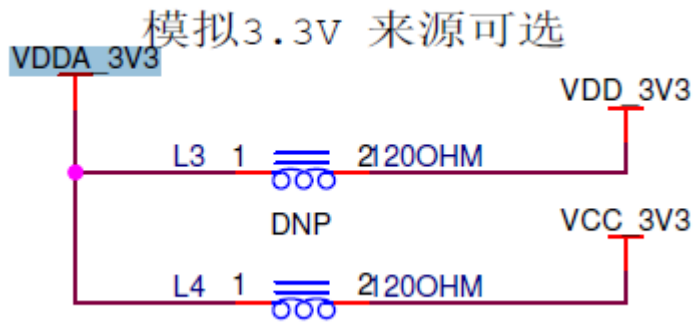 模拟3.3V 来源可选
VDDA_3V3
VDD_3V3
L3 1 2 120OHM
DNP
VCC_3V3
L4 1 2 120OHM